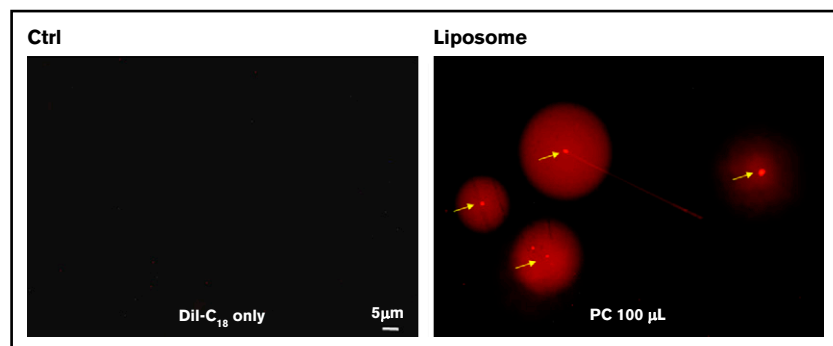 Ctrl
Liposome
Dil-C₁₈ only
5µm
PC 100 µL